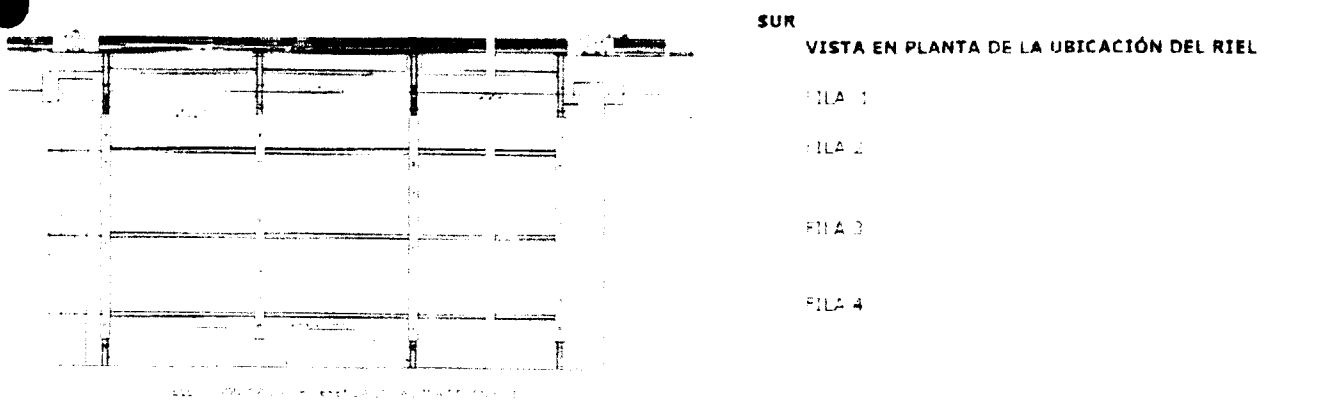 SUR
VISTA EN PLANTA DE LA UBICACIÓN DEL RIEL
FILA 1
FILA 2
FILA 3
FILA 4